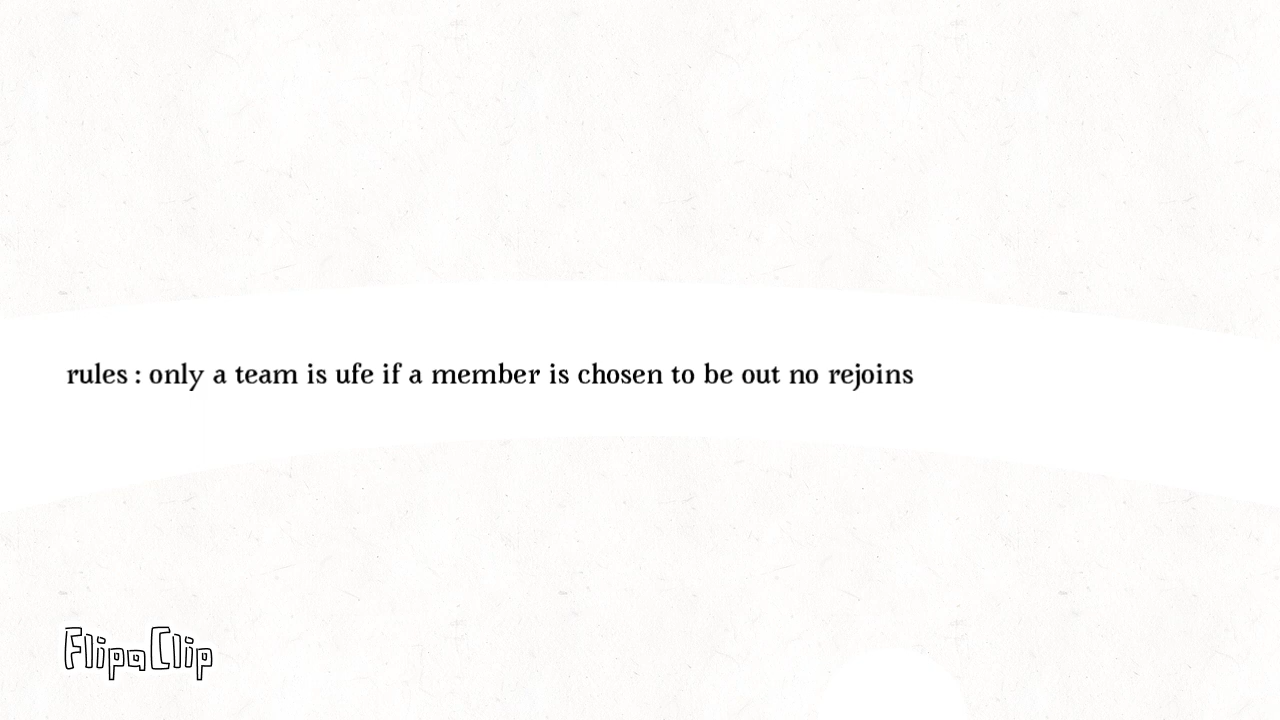 rules : only a team is ufe if a member is chosen to be out no rejoins
FlipaClip